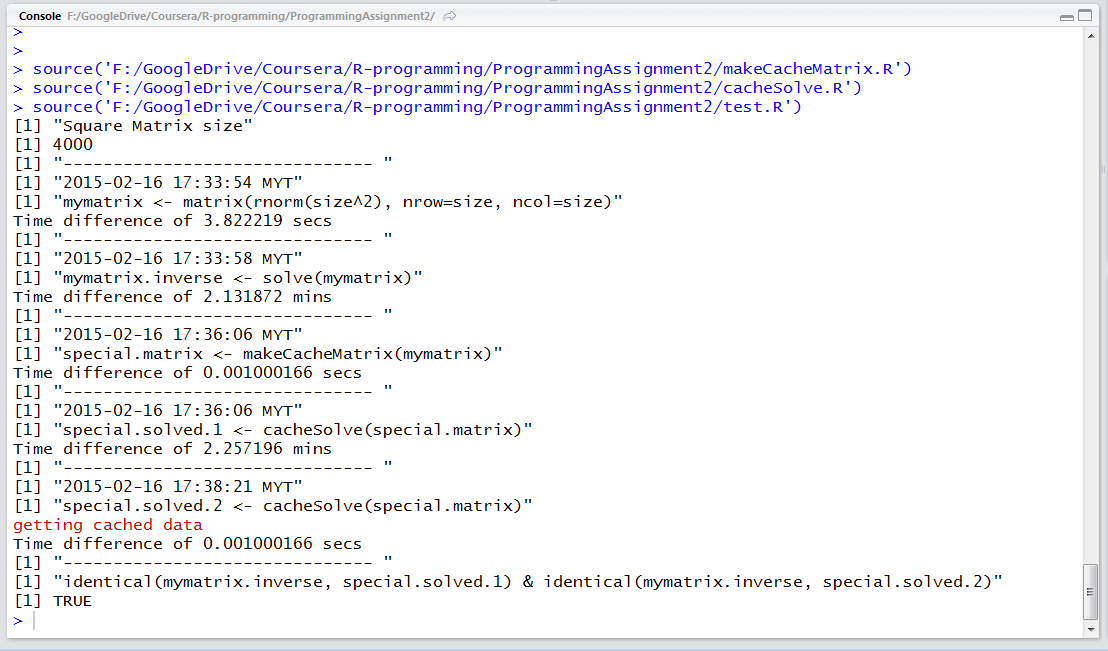 Console F:/GoogleDrive/Coursera/R-programming/ProgrammingAssignment2/
>
>
> source('F:/GoogleDrive/Coursera/R-programming/ProgrammingAssignment2/makeCacheMatrix.R')
> source('F:/GoogleDrive/Coursera/R-programming/ProgrammingAssignment2/cacheSolve.R')
> source('F:/GoogleDrive/Coursera/R-programming/ProgrammingAssignment2/test.R')
[1] "Square Matrix size"
[1] 4000
[1] "------------------------------- "
[1] "2015-02-16 17:33:54 MYT"
[1] "mymatrix <- matrix(rnorm(size^2), nrow=size, ncol=size)"
Time difference of 3.822219 secs
[1] "------------------------------- "
[1] "2015-02-16 17:33:58 MYT"
[1] "mymatrix.inverse <- solve(mymatrix)"
Time difference of 2.131872 mins
[1] "------------------------------- "
[1] "2015-02-16 17:36:06 MYT"
[1] "special.matrix <- makeCacheMatrix(mymatrix)"
Time difference of 0.001000166 secs
[1] "------------------------------- "
[1] "2015-02-16 17:36:06 MYT"
[1] "special.solved.1 <- cacheSolve(special.matrix)"
Time difference of 2.257196 mins
[1] "------------------------------- "
[1] "2015-02-16 17:38:21 MYT"
[1] "special.solved.2 <- cacheSolve(special.matrix)"
getting cached data
Time difference of 0.001000166 secs
[1] "------------------------------- "
[1] "identical(mymatrix.inverse, special.solved.1) & identical(mymatrix.inverse, special.solved.2)"
[1] TRUE
>